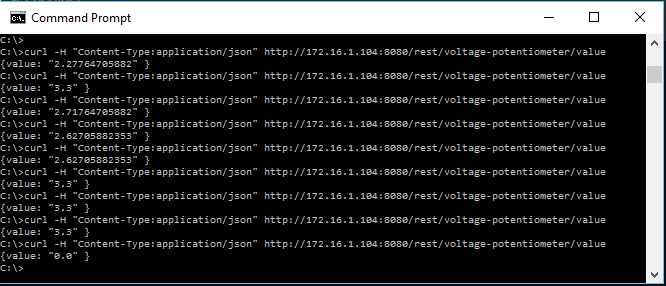 Command Prompt
C:\>
C:\>curl -H "Content-Type:application/json" http://172.16.1.104:8080/rest/voltage-potentiometer/value
{value: "2.27764705882" }
C:\>curl -H "Content-Type:application/json" http://172.16.1.104:8080/rest/voltage-potentiometer/value
{value: "3.3" }
C:\>curl -H "Content-Type:application/json" http://172.16.1.104:8080/rest/voltage-potentiometer/value
{value: "2.71764705882" }
C:\>curl -H "Content-Type:application/json" http://172.16.1.104:8080/rest/voltage-potentiometer/value
{value: "2.62705882353" }
C:\>curl -H "Content-Type:application/json" http://172.16.1.104:8080/rest/voltage-potentiometer/value
{value: "2.62705882353" }
C:\>curl -H "Content-Type:application/json" http://172.16.1.104:8080/rest/voltage-potentiometer/value
{value: "3.3" }
C:\>curl -H "Content-Type:application/json" http://172.16.1.104:8080/rest/voltage-potentiometer/value
{value: "3.3" }
C:\>curl -H "Content-Type:application/json" http://172.16.1.104:8080/rest/voltage-potentiometer/value
{value: "3.3" }
C:\>curl -H "Content-Type:application/json" http://172.16.1.104:8080/rest/voltage-potentiometer/value
{value: "0.0" }
C:\>